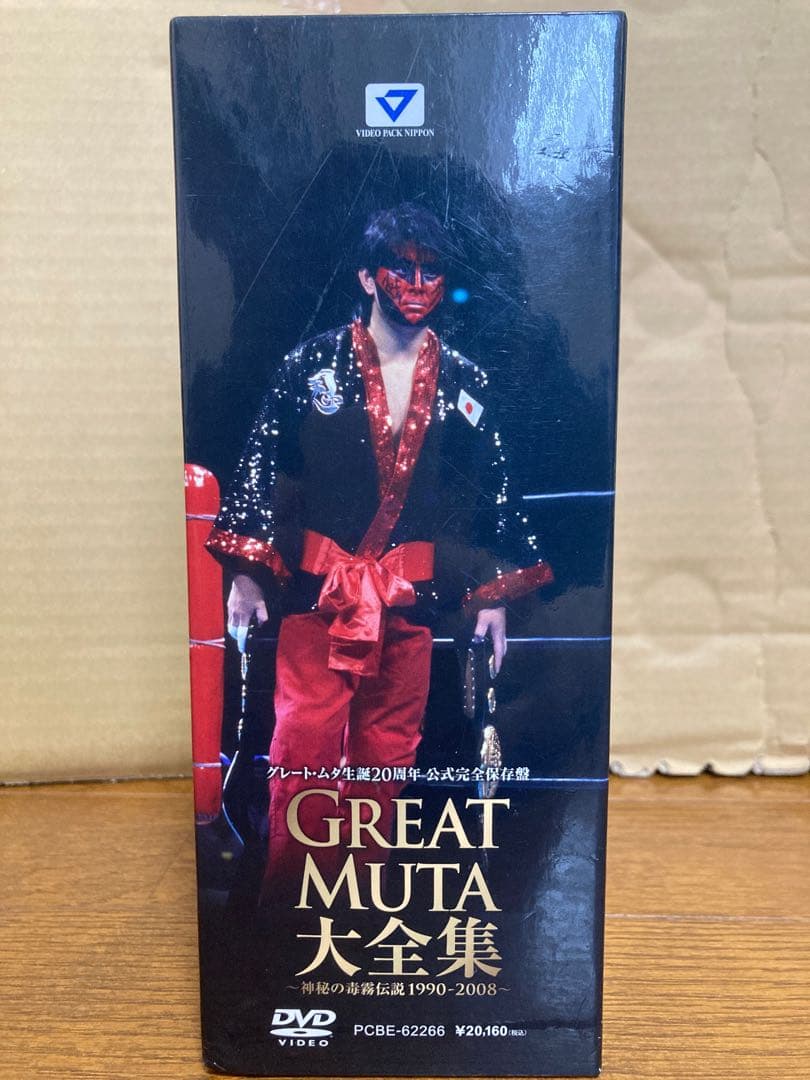 VIDEO PACK NIPPON
グレート・ムタ生誕20周年 公式完全保存盤
GREAT
MUTA
大全集
～神秘の毒霧伝説 1990-2008～
DVD
VIDEO
PCBE-62266 ¥20,160(税込)